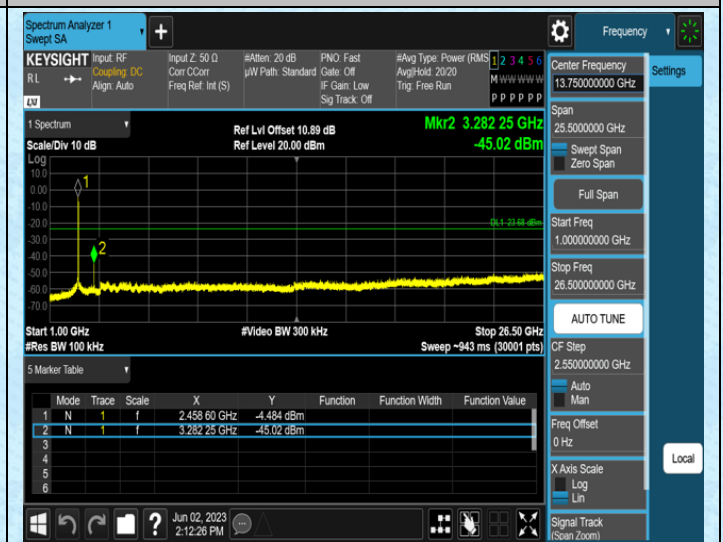 Spectrum Analyzer 1
Swept SA
Frequency
KEYSIGHT
Input: RF
Coupling: DC
Align: Auto
Input Z: 50 Ω
Corr CCorr
Freq Ref: Int (S)
#Atten: 20 dB
µW Path: Standard
PNO: Fast
Gate: Off
IF Gain: Low
Sig Track: Off
#Avg Type: Power (RMS
Avg|Hold: 20/20
Trig: Free Run
1 2 3 4 5 6
M W W W W W
P P P P P P
RL
LXI
1 Spectrum
Scale/Div 10 dB
Ref Lvl Offset 10.89 dB
Ref Level 20.00 dBm
Mkr2 3.282 25 GHz
-45.02 dBm
Log
10.0
0.00
-10.0
-20.0
-30.0
-40.0
-50.0
-60.0
-70.0
1
2
DL1 -23.68 dBm
Start 1.00 GHz
#Res BW 100 kHz
#Video BW 300 kHz
Stop 26.50 GHz
Sweep ~943 ms (30001 pts)
5 Marker Table
Mode Trace Scale X Y Function Function Width Function Value
1 N 1 f 2.458 60 GHz -4.484 dBm
2 N 1 f 3.282 25 GHz -45.02 dBm
3
4
5
6
Jun 02, 2023
2:12:26 PM
Center Frequency
13.750000000 GHz
Settings
Span
25.5000000 GHz
Swept Span
Zero Span
Full Span
Start Freq
1.000000000 GHz
Stop Freq
26.500000000 GHz
AUTO TUNE
CF Step
2.550000000 GHz
Auto
Man
Freq Offset
0 Hz
Local
X Axis Scale
Log
Lin
Signal Track
(Span Zoom)